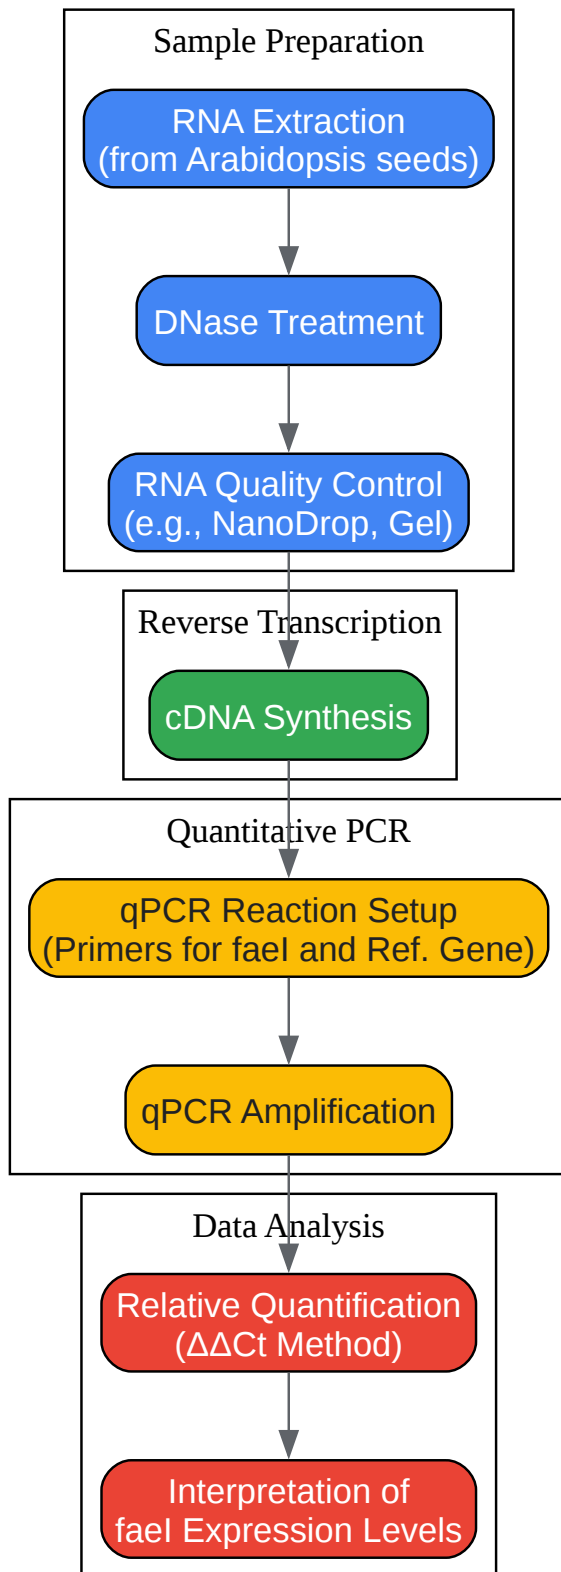 Sample Preparation
RNA Extraction
(from Arabidopsis seeds)
DNase Treatment
RNA Quality Control
(e.g., NanoDrop, Gel)
Reverse Transcription
cDNA Synthesis
Quantitative PCR
qPCR Reaction Setup
(Primers for faeI and Ref. Gene)
qPCR Amplification
Data Analysis
Relative Quantification
(ΔΔCt Method)
Interpretation of
faeI Expression Levels